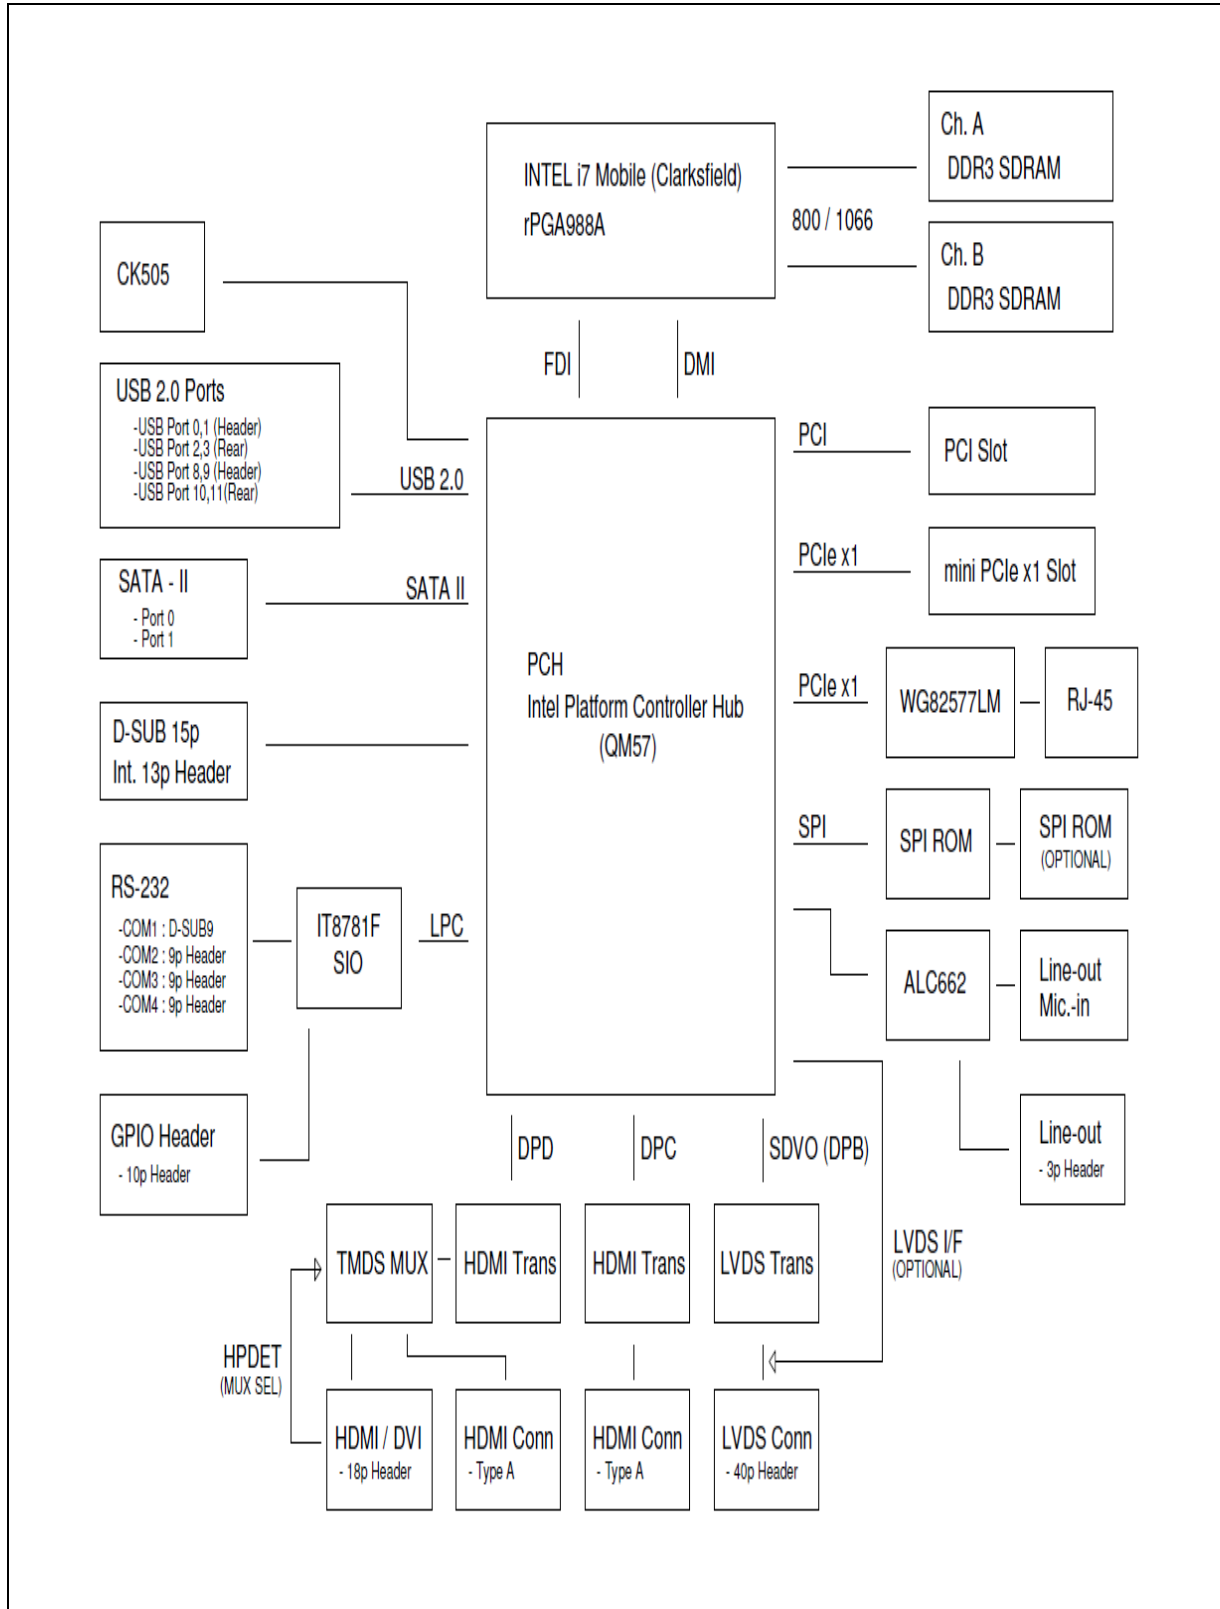 INTEL i7 Mobile (Clarksfield)
rPGA988A
Ch. A
DDR3 SDRAM
800 / 1066
Ch. B
DDR3 SDRAM
CK505
FDI
DMI
USB 2.0 Ports
-USB Port 0,1 (Header)
-USB Port 2,3 (Rear)
-USB Port 8,9 (Header)
-USB Port 10,11(Rear)
USB 2.0
PCI
PCI Slot
SATA - II
- Port 0
- Port 1
SATA II
PCIe x1
mini PCIe x1 Slot
PCH
Intel Platform Controller Hub
(QM57)
PCIe x1
WG82577LM
RJ-45
D-SUB 15p
Int. 13p Header
SPI
SPI ROM
SPI ROM
(OPTIONAL)
RS-232
-COM1 : D-SUB9
-COM2 : 9p Header
-COM3 : 9p Header
-COM4 : 9p Header
IT8781F
SIO
LPC
ALC662
Line-out
Mic.-in
GPIO Header
- 10p Header
DPD
DPC
SDVO (DPB)
Line-out
- 3p Header
TMDS MUX
HDMI Trans
HDMI Trans
LVDS Trans
LVDS I/F
(OPTIONAL)
HPDET
(MUX SEL)
HDMI / DVI
- 18p Header
HDMI Conn
- Type A
HDMI Conn
- Type A
LVDS Conn
- 40p Header